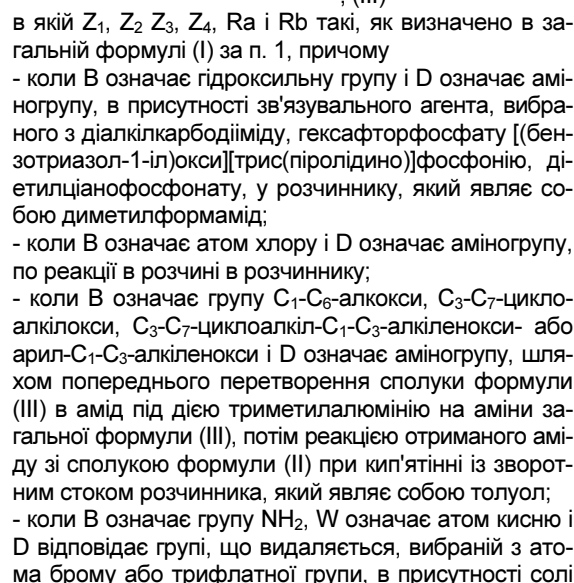 , (III)
в якій Z₁, Z₂ Z₃, Z₄, Ra і Rb такі, як визначено в за-
гальній формулі (I) за п. 1, причому
- коли В означає гідроксильну групу і D означає амі-
ногрупу, в присутності зв'язувального агента, вибра-
ного з діалкілкарбодііміду, гексафторфосфату [(бен-
зотриазол-1-іл)окси][трис(піролідино)]фосфонію, ді-
етилціанофосфонату, у розчиннику, який являє со-
бою диметилформамід;
- коли В означає атом хлору і D означає аміногрупу,
по реакції в розчині в розчиннику;
- коли В означає групу C₁-C₆-алкокси, C₃-C₇-цикло-
алкілокси, C₃-C₇-циклоалкіл-C₁-C₃-алкіленокси- або
арил-C₁-C₃-алкіленокси і D означає аміногрупу, шля-
хом попереднього перетворення сполуки формули
(III) в амід під дією триметилалюмінію на аміни за-
гальної формули (III), потім реакцією отриманого амі-
ду зі сполукою формули (II) при кип'ятінні із зворот-
ним стоком розчинника, який являє собою толуол;
- коли В означає групу NH₂, W означає атом кисню і
D відповідає групі, що видаляється, вибраній з ато-
ма брому або трифлатної групи, в присутності солі